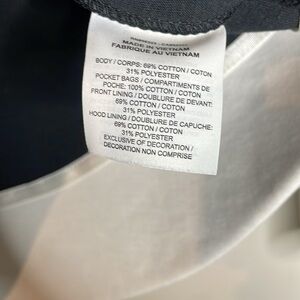 MADE IN VIETNAM
FABRIQUE AU VIETNAM
BODY / CORPS: 69% COTTON / COTON
31% POLYESTER
POCKET BAGS / COMPARTIMENTS DE
POCHE: 100% COTTON / COTON
FRONT LINING / DOUBLURE DE DEVANT:
69% COTTON / COTON
31% POLYESTER
HOOD LINING / DOUBLURE DE CAPUCHE:
69% COTTON / COTON
31% POLYESTER
EXCLUSIVE OF DECORATION /
DECORATION NON COMPRISE